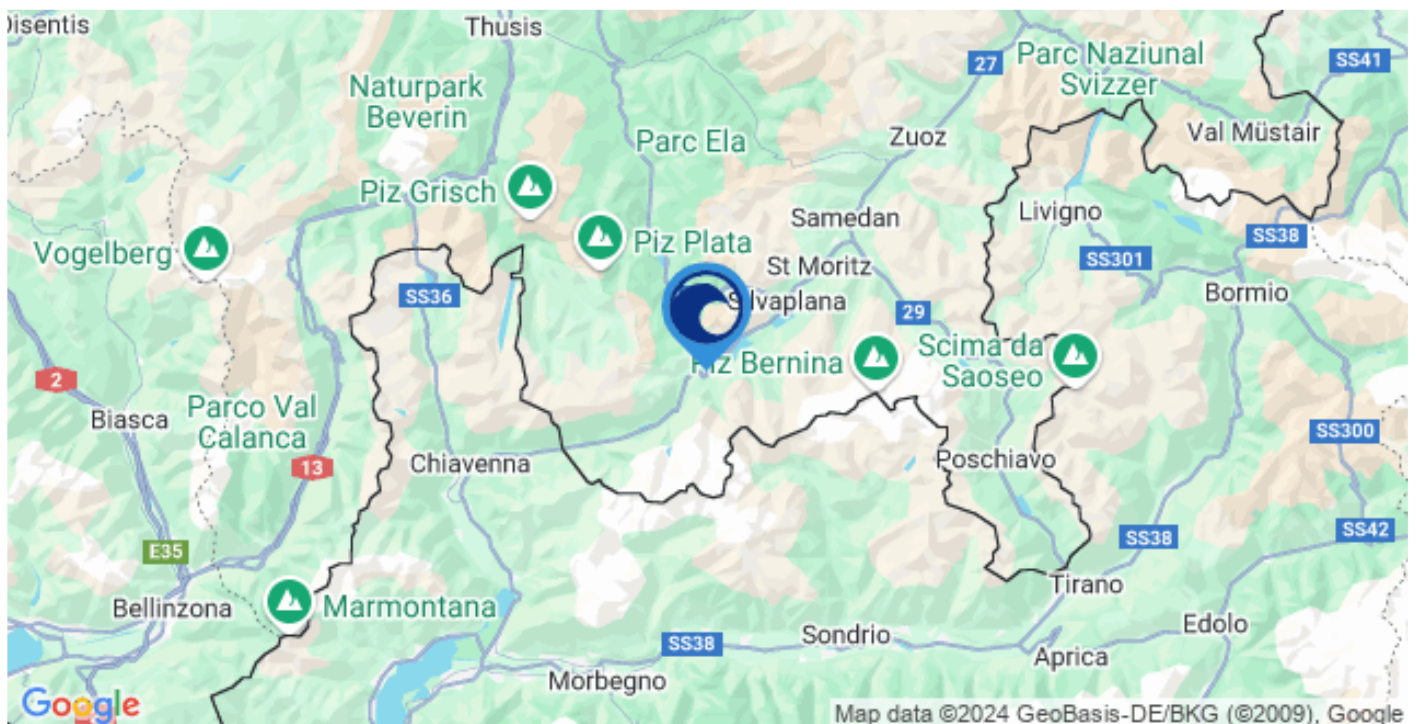 Disentis
Thusis
Parc Naziunal
Svizzer
27
SS41
Naturpark
Beverin
Parc Ela
Zuoz
Val Müstair
Piz Grisch
Livigno
Samedan
Vogelberg
Piz Plata
SS38
St Moritz
SS301
SS36
Silvaplana
Bormio
29
Piz Bernina
Scima da
Saoseo
2
Biasca
Parco Val
Calanca
SS300
13
Chiavenna
Poschiavo
E35
SS38
SS42
Tirano
Bellinzona
Marmontana
Sondrio
Edolo
SS38
Aprica
Morbegno
Google
Map data ©2024 GeoBasis-DE/BKG (©2009), Google